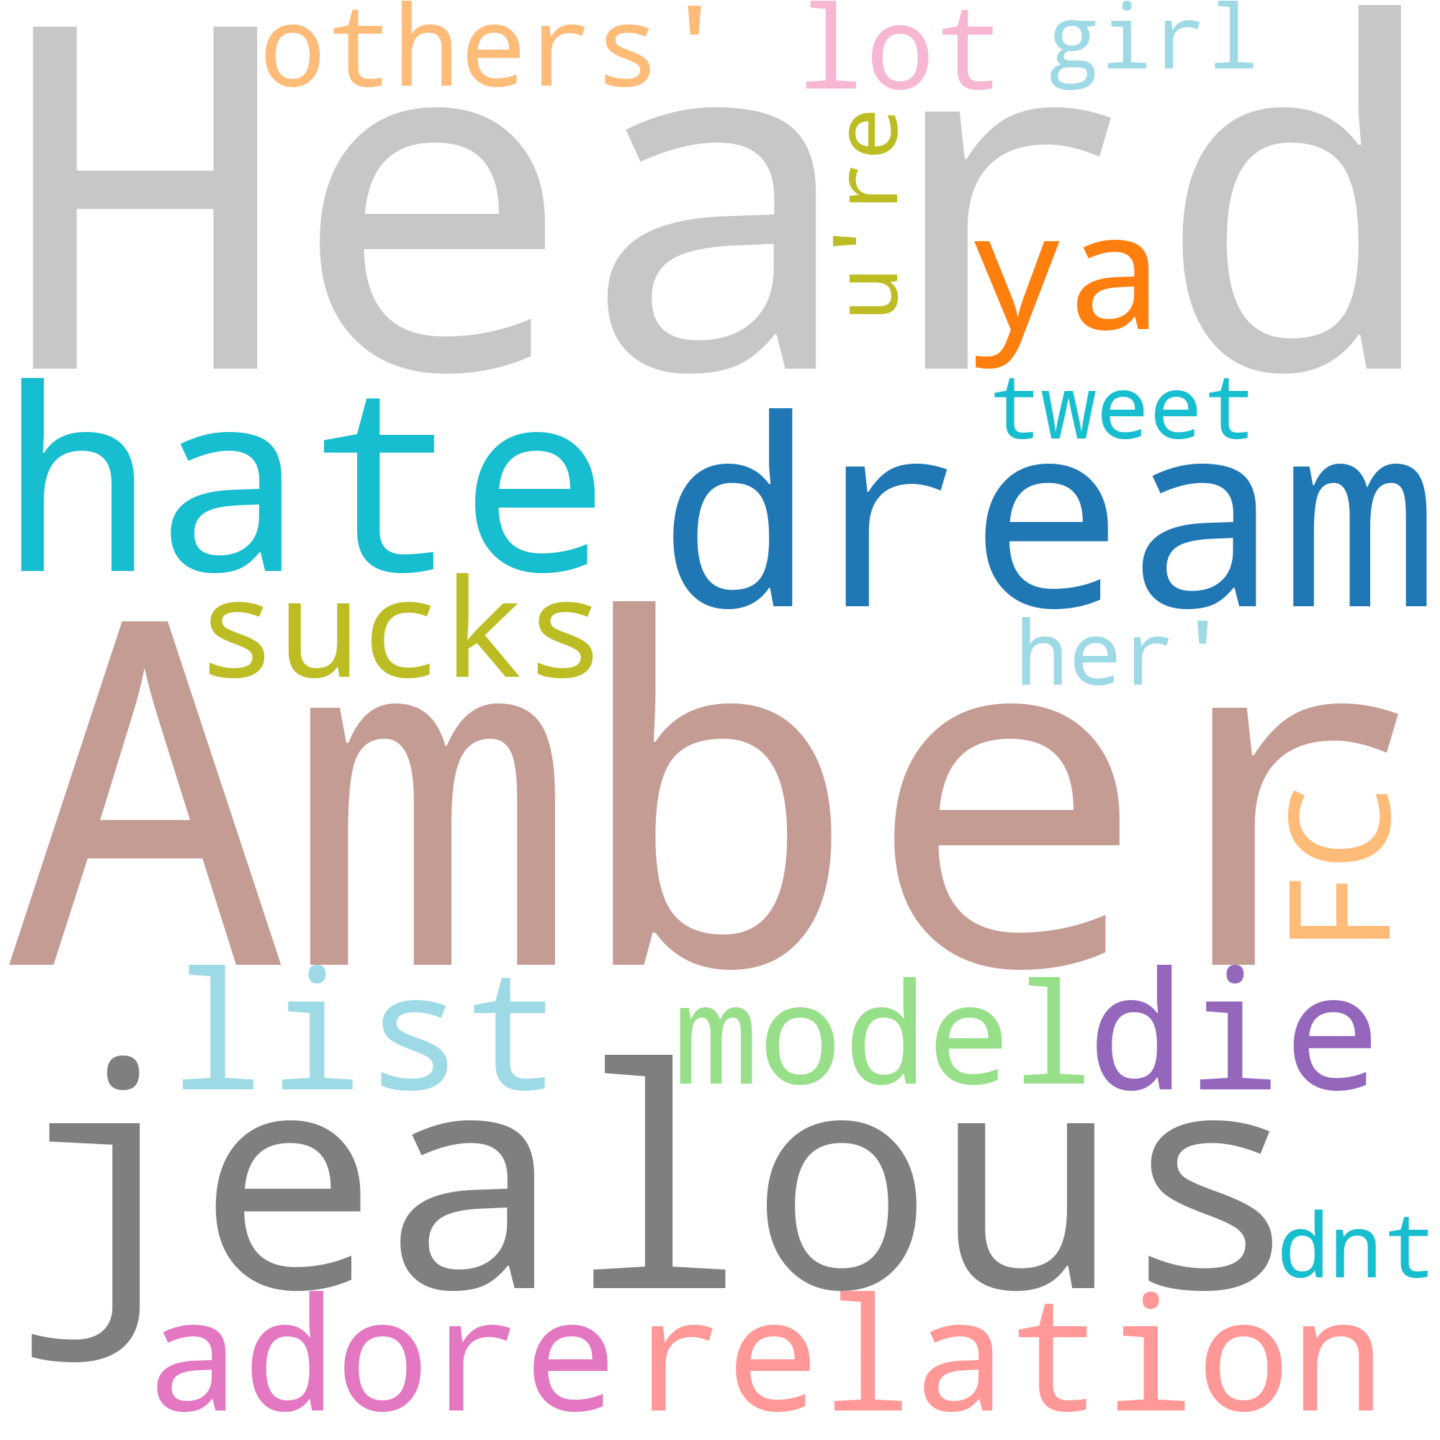 others' lot girl
Heard
u're
ya
tweet
hate dream
sucks
her'
Amber
FC
list model die
jealous
dnt
adore relation